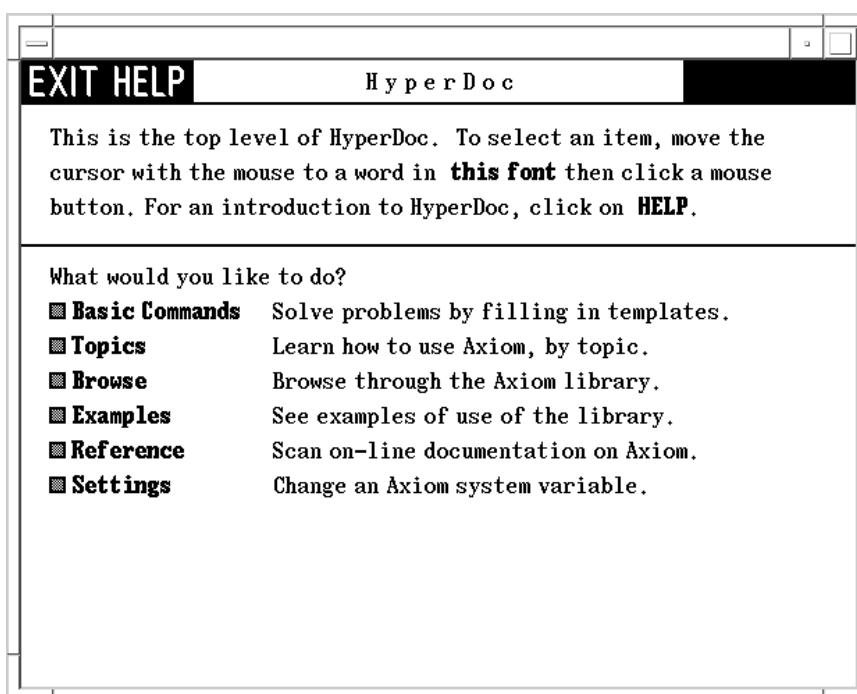 EXIT HELP HyperDoc
This is the top level of HyperDoc. To select an item, move the
cursor with the mouse to a word in this font then click a mouse
button. For an introduction to HyperDoc, click on HELP.
What would you like to do?
Basic Commands Solve problems by filling in templates.
Topics Learn how to use Axiom, by topic.
Browse Browse through the Axiom library.
Examples See examples of use of the library.
Reference Scan on-line documentation on Axiom.
Settings Change an Axiom system variable.